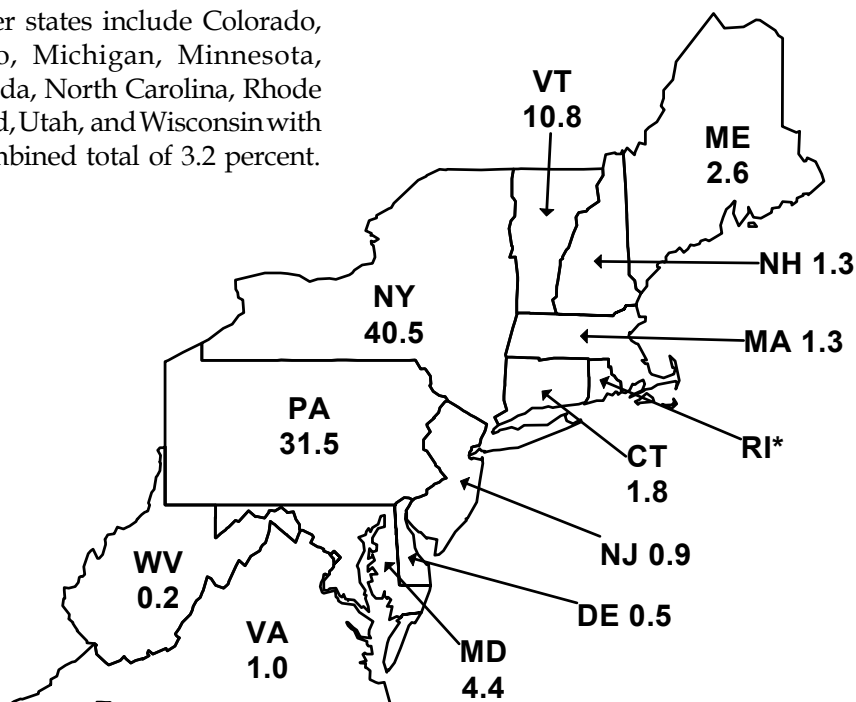 er states include Colorado,
o, Michigan, Minnesota,
da, North Carolina, Rhode
d, Utah, and Wisconsin with
mbined total of 3.2 percent.
VT
10.8
ME
2.6
NH 1.3
NY
40.5
MA 1.3
PA
31.5
RI*
CT
1.8
NJ 0.9
WV
0.2
DE 0.5
VA
1.0
MD
4.4